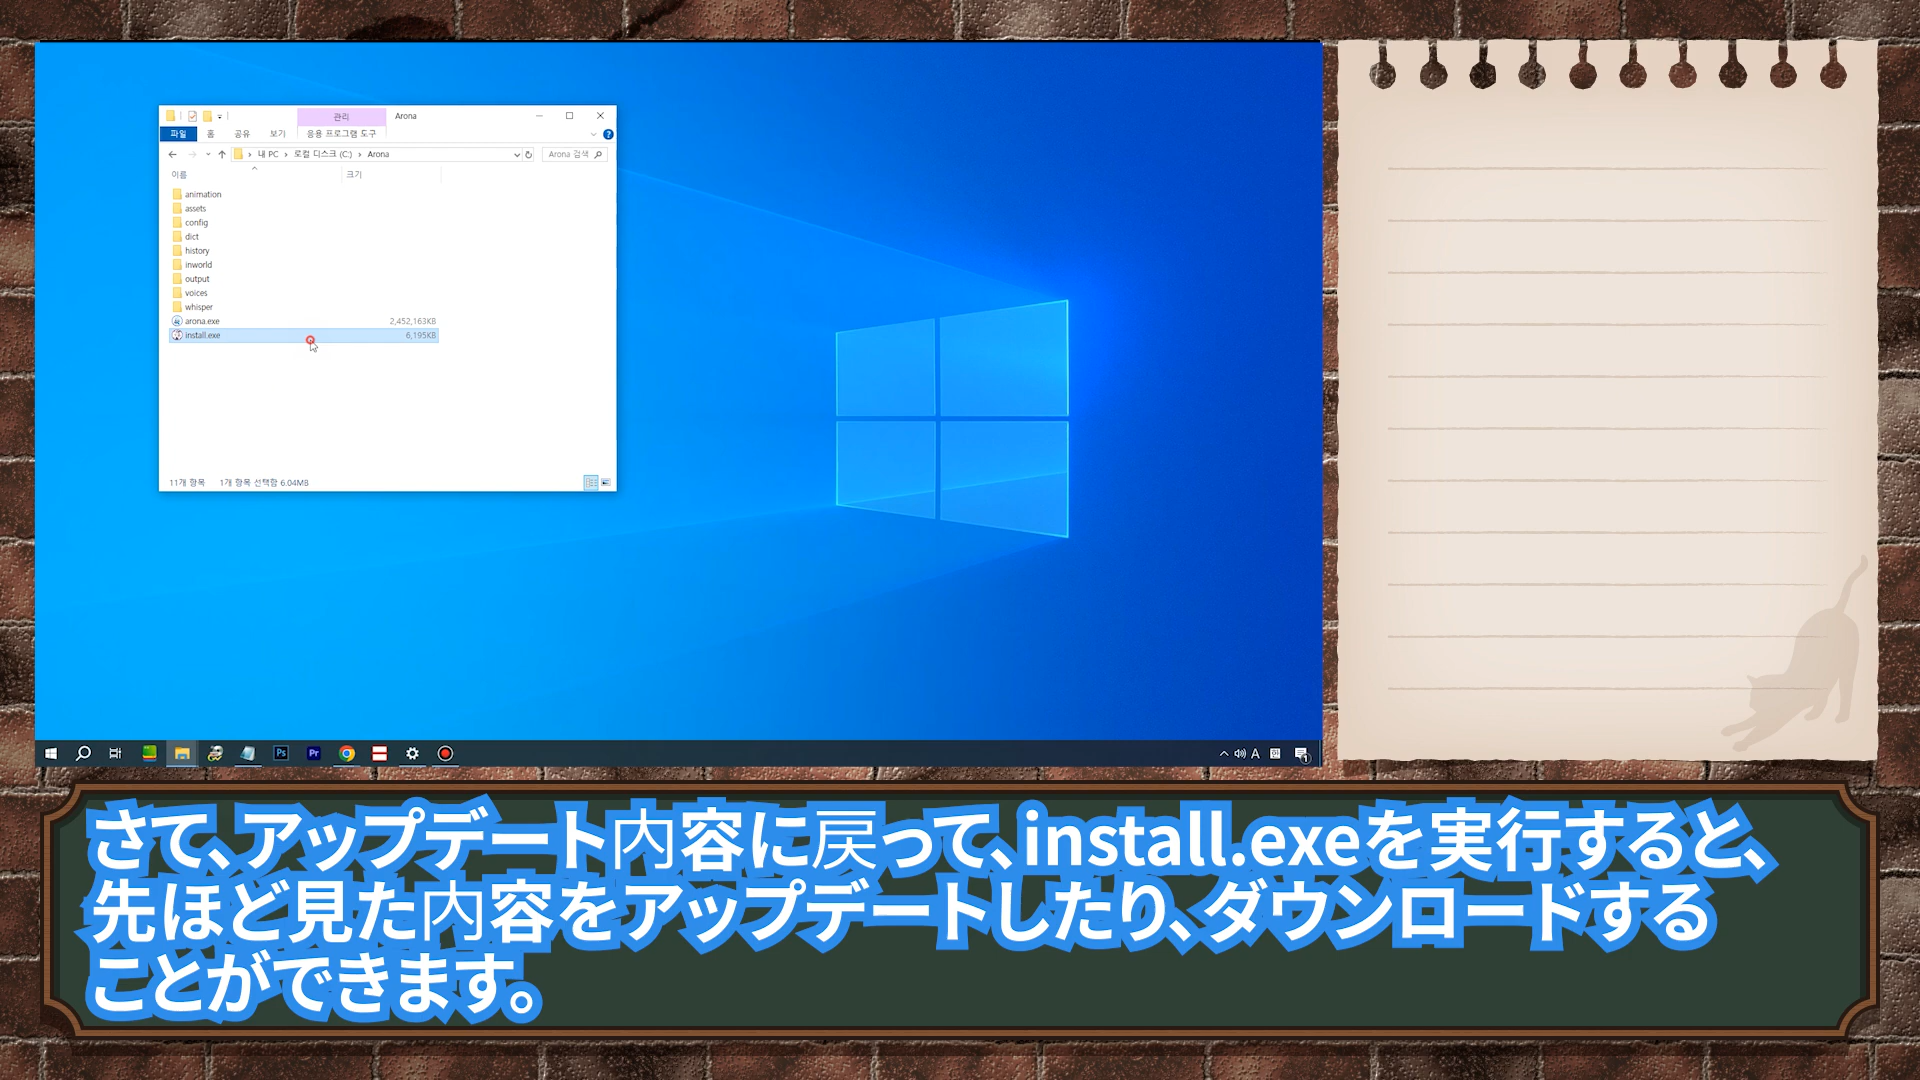 관리
Arona
파일
홈
공유
보기
응용 프로그램 도구
내 PC › 로컬 디스크 (C:) › Arona
Arona 검색
이름
크기
animation
assets
config
dict
history
inworld
output
voices
whisper
arona.exe 2,452,163KB
install.exe 6,195KB
11개 항목 1개 항목 선택함 6.04MB
Ps
Pr
A
さて、アップデート内容に戻って、install.exeを実行すると、
先ほど見た内容をアップデートしたり、ダウンロードする
ことができます。